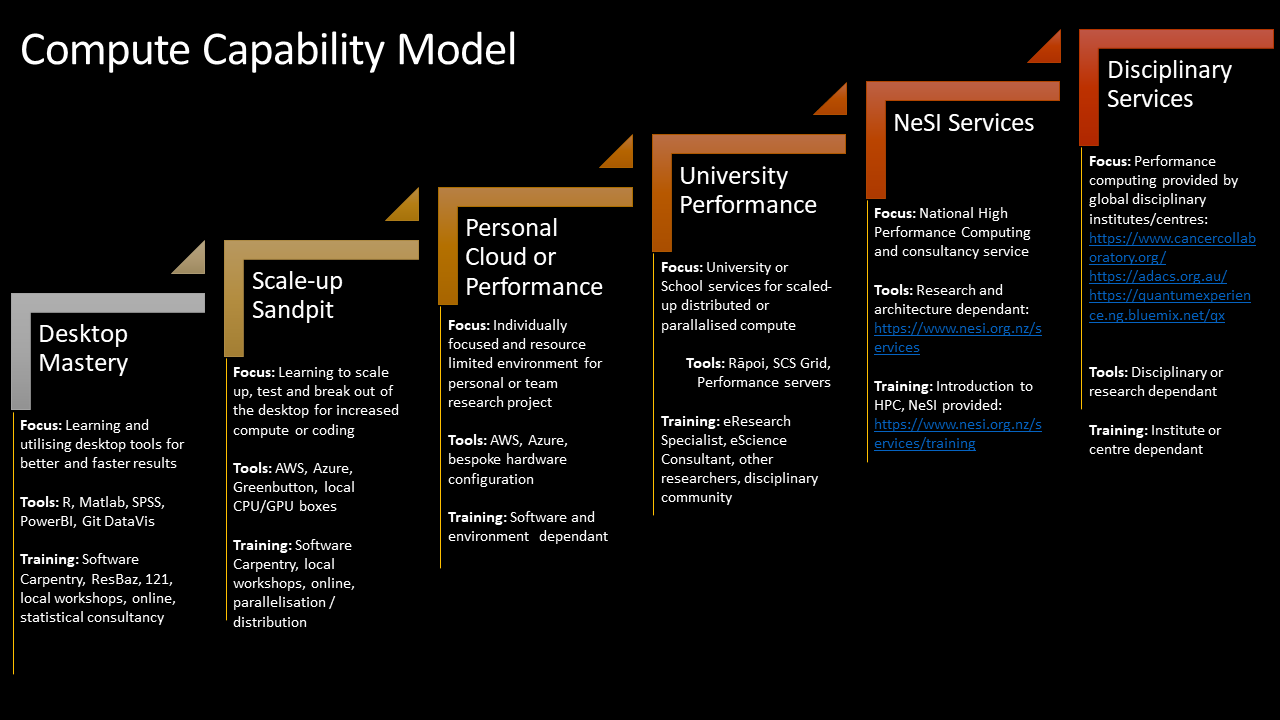 Compute Capability Model
Desktop
Mastery
Focus: Learning and
utilising desktop tools for
better and faster results
Tools: R, Matlab, SPSS,
PowerBI, Git DataVis
Training: Software
Carpentry, ResBaz, 121,
local workshops, online,
statistical consultancy
Scale-up
Sandpit
Focus: Learning to scale
up, test and break out of
the desktop for increased
compute or coding
Tools: AWS, Azure,
Greenbutton, local
CPU/GPU boxes
Training: Software
Carpentry, local
workshops, online,
parallelisation /
distribution
Personal
Cloud or
Performance
Focus: Individually
focused and resource
limited environment for
personal or team
research project
Tools: AWS, Azure,
bespoke hardware
configuration
Training: Software and
environment dependant
University
Performance
Focus: University or
School services for scaled-
up distributed or
parallalised compute
Tools: Rāpoi, SCS Grid,
Performance servers
Training: eResearch
Specialist, eScience
Consultant, other
researchers, disciplinary
community
NeSI Services
Focus: National High
Performance Computing
and consultancy service
Tools: Research and
architecture dependant:
https://www.nesi.org.nz/s
ervices
Training: Introduction to
HPC, NeSI provided:
https://www.nesi.org.nz/s
ervices/training
Disciplinary
Services
Focus: Performance
computing provided by
global disciplinary
institutes/centres:
https://www.cancercollab
oratory.org/
https://adacs.org.au/
https://quantumexperien
ce.ng.bluemix.net/qx
Tools: Disciplinary or
research dependant
Training: Institute or
centre dependant